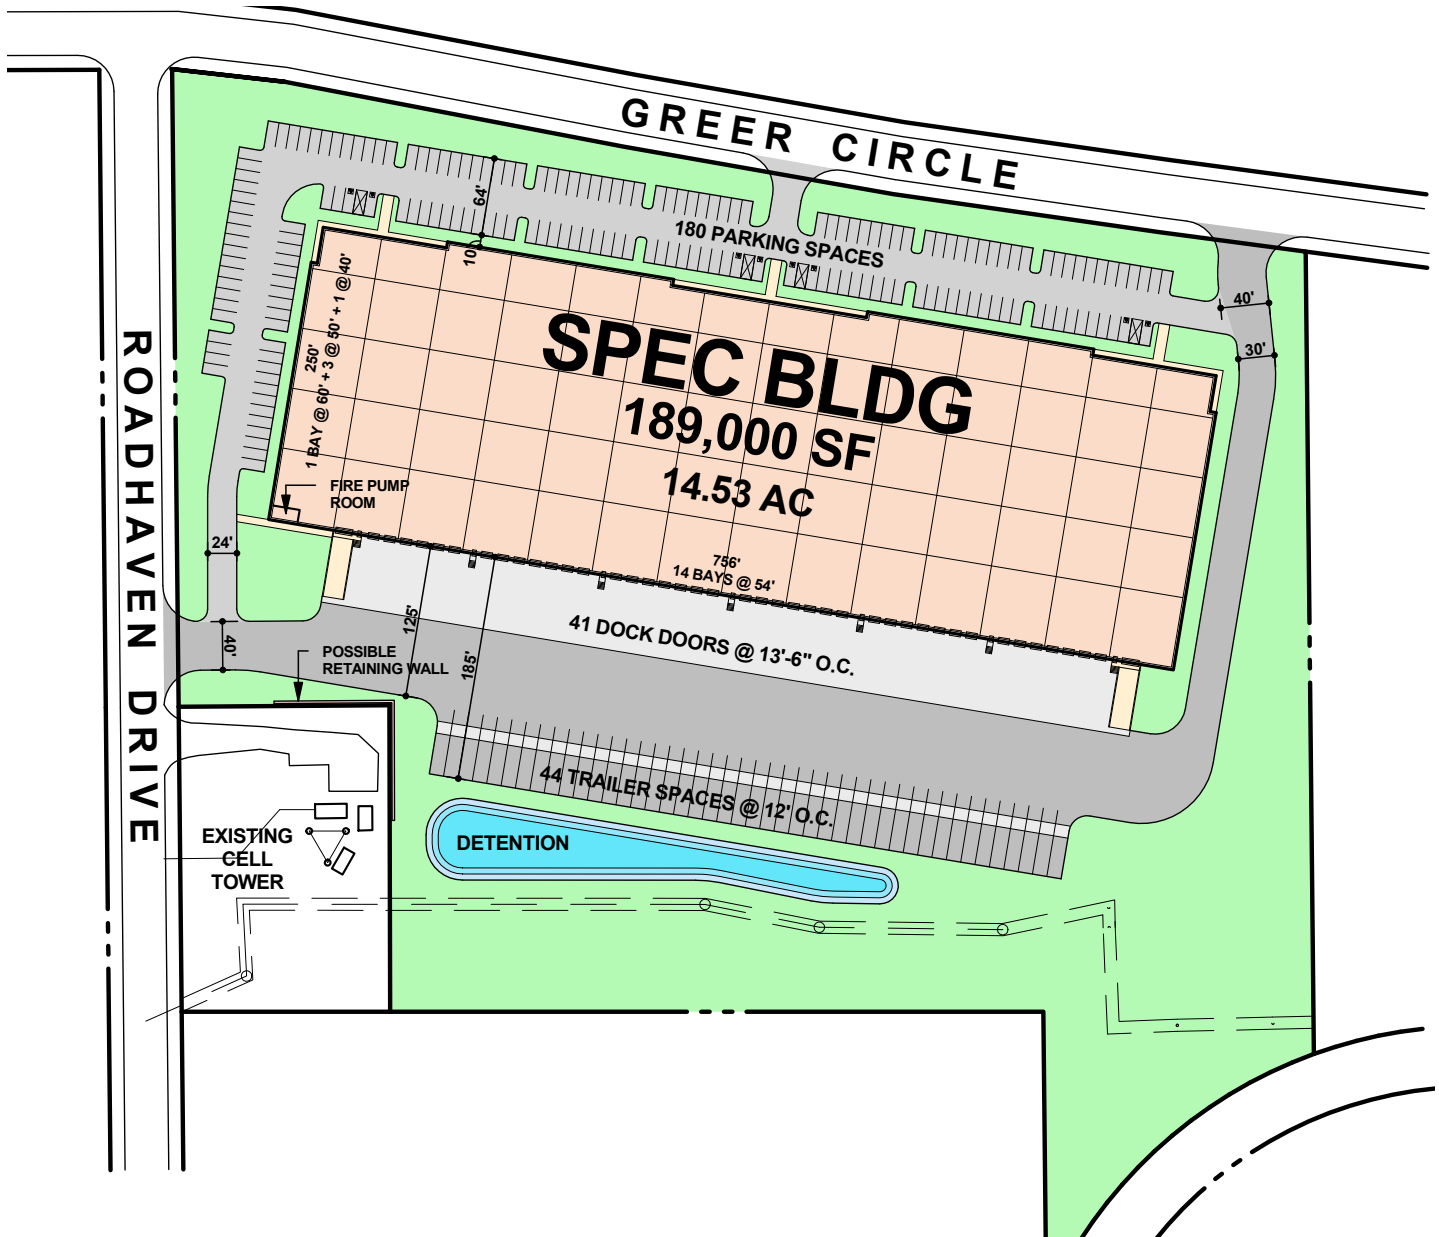 GREER CIRCLE
64'
180 PARKING SPACES
10'
40'
30'
250'
1 BAY @ 60' + 3 @ 50' + 1 @ 40'
SPEC BLDG
189,000 SF
14.53 AC
ROADHAVEN DRIVE
FIRE PUMP
ROOM
24'
756'
14 BAYS @ 54'
125'
40'
185'
41 DOCK DOORS @ 13'-6" O.C.
POSSIBLE
RETAINING WALL
44 TRAILER SPACES @ 12' O.C.
EXISTING
CELL
TOWER
DETENTION